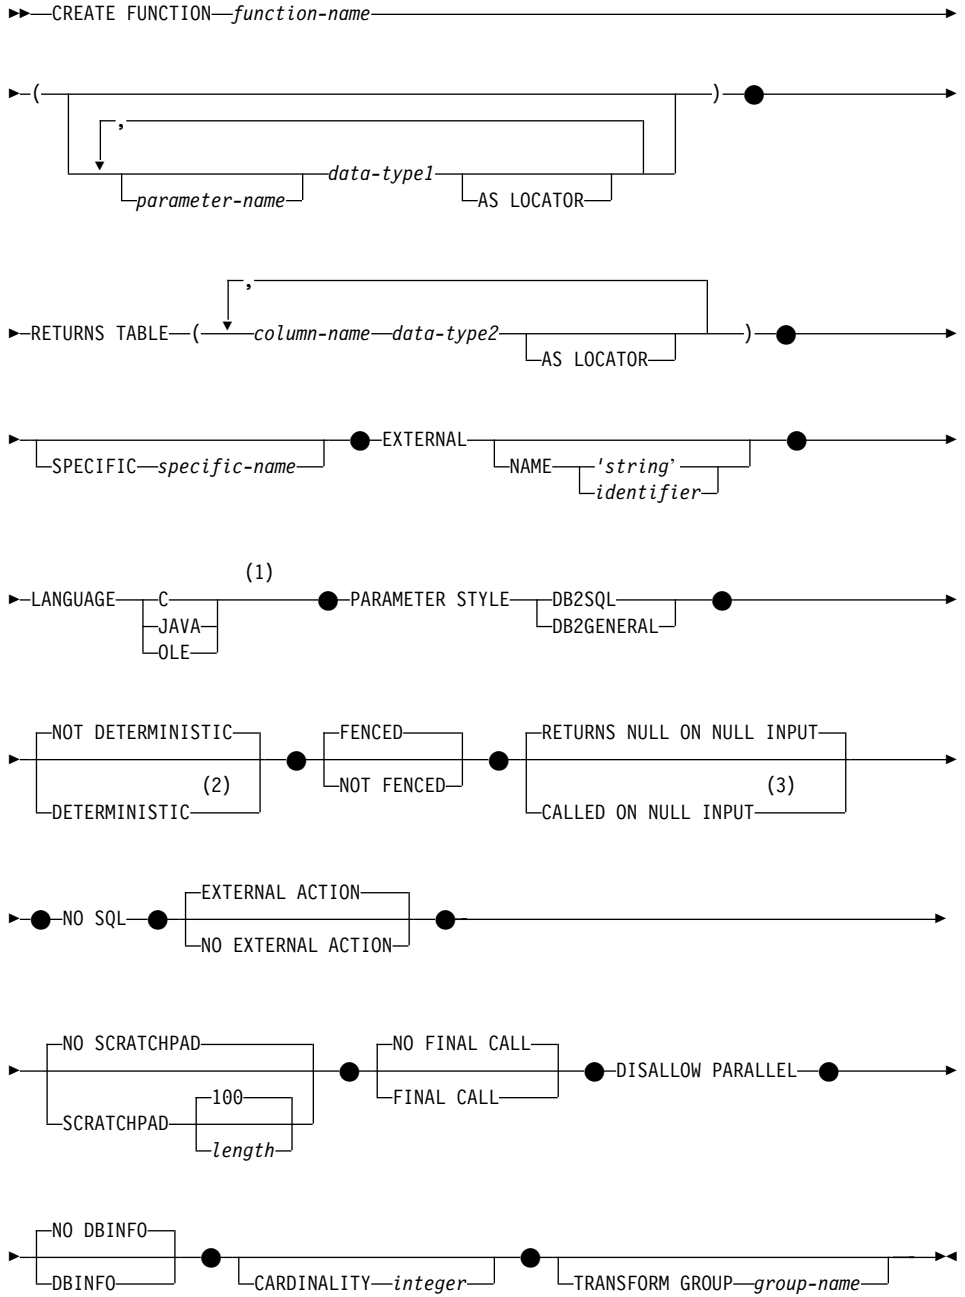 CREATE FUNCTION function-name
( )
,
data-type1
parameter-name AS LOCATOR
,
RETURNS TABLE ( column-name data-type2 )
AS LOCATOR
EXTERNAL
SPECIFIC specific-name NAME 'string'
identifier
(1)
LANGUAGE C PARAMETER STYLE DB2SQL
JAVA DB2GENERAL
OLE
NOT DETERMINISTIC FENCED RETURNS NULL ON NULL INPUT
(2) NOT FENCED (3)
DETERMINISTIC CALLED ON NULL INPUT
EXTERNAL ACTION
NO SQL
NO EXTERNAL ACTION
NO SCRATCHPAD NO FINAL CALL
DISALLOW PARALLEL
100 FINAL CALL
SCRATCHPAD
length
NO DBINFO
DBINFO CARDINALITY integer TRANSFORM GROUP group-name